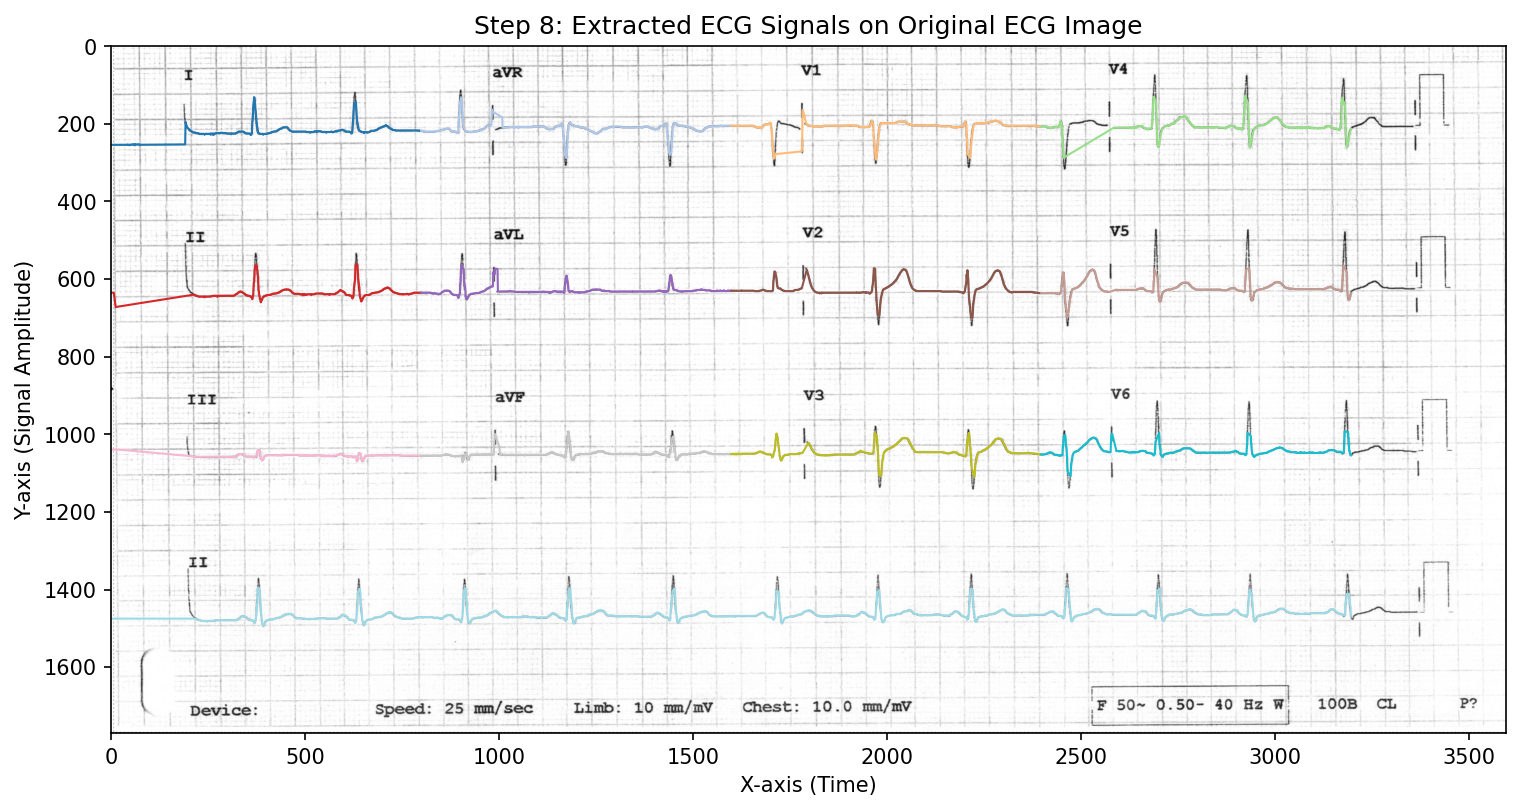 Step 8: Extracted ECG Signals on Original ECG Image
0
200
400
600
800
1000
1200
1400
1600
Y-axis (Signal Amplitude)
I aVR V1 V4
II aVL V2 V5
III aVF V3 V6
II
Device: Speed: 25 mm/sec Limb: 10 mm/mV Chest: 10.0 mm/mV F 50~ 0.50- 40 Hz W 100B CL P?
0 500 1000 1500 2000 2500 3000 3500
X-axis (Time)